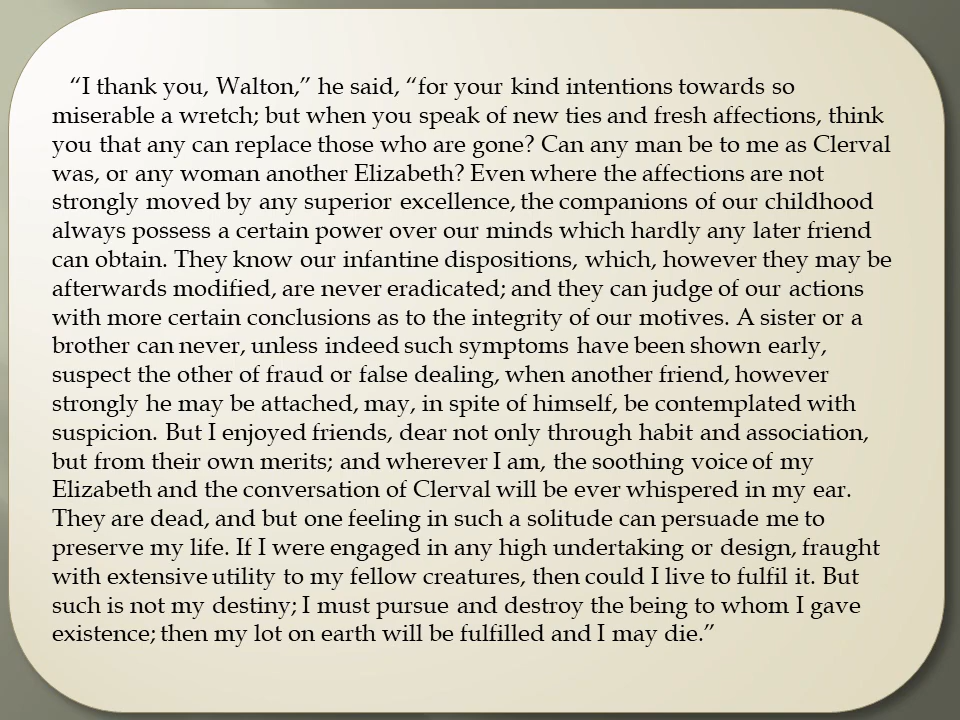 “I thank you, Walton,” he said, “for your kind intentions towards so
miserable a wretch; but when you speak of new ties and fresh affections, think
you that any can replace those who are gone? Can any man be to me as Clerval
was, or any woman another Elizabeth? Even where the affections are not
strongly moved by any superior excellence, the companions of our childhood
always possess a certain power over our minds which hardly any later friend
can obtain. They know our infantine dispositions, which, however they may be
afterwards modified, are never eradicated; and they can judge of our actions
with more certain conclusions as to the integrity of our motives. A sister or a
brother can never, unless indeed such symptoms have been shown early,
suspect the other of fraud or false dealing, when another friend, however
strongly he may be attached, may, in spite of himself, be contemplated with
suspicion. But I enjoyed friends, dear not only through habit and association,
but from their own merits; and wherever I am, the soothing voice of my
Elizabeth and the conversation of Clerval will be ever whispered in my ear.
They are dead, and but one feeling in such a solitude can persuade me to
preserve my life. If I were engaged in any high undertaking or design, fraught
with extensive utility to my fellow creatures, then could I live to fulfil it. But
such is not my destiny; I must pursue and destroy the being to whom I gave
existence; then my lot on earth will be fulfilled and I may die.”